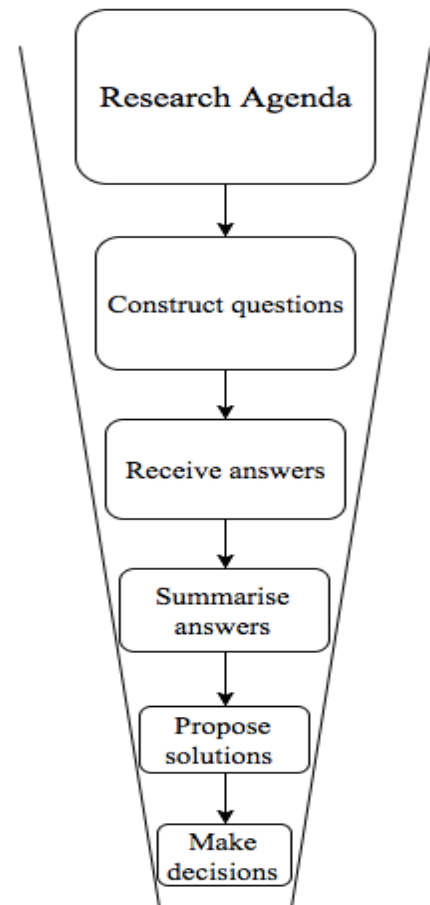 Research Agenda
Construct questions
Receive answers
Summarise
answers
Propose
solutions
Make
decisions